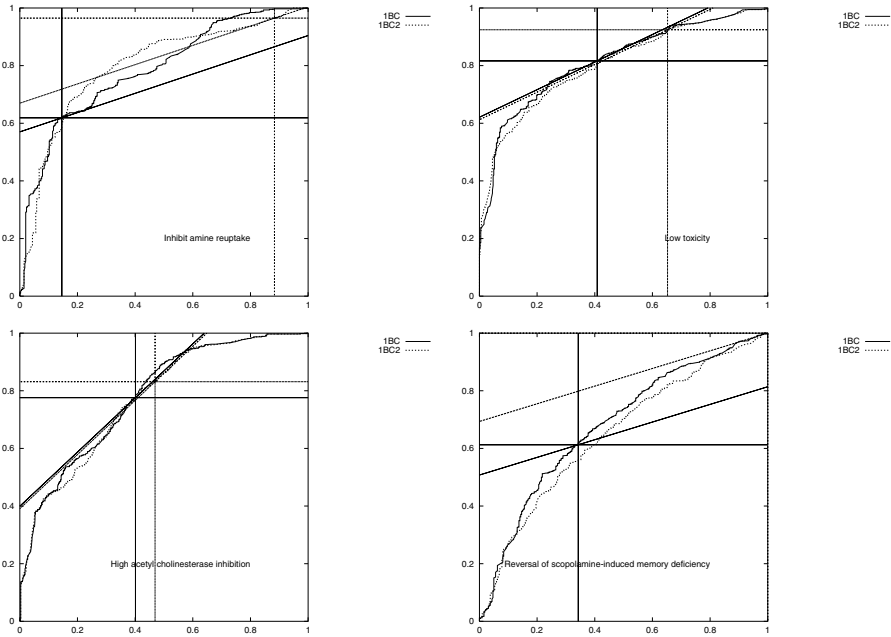 1
0.8
0.6
0.4
0.2
0
0 0.2 0.4 0.6 0.8 1
Inhibit amine reuptake
1BC
1BC2
1
0.8
0.6
0.4
0.2
0
0 0.2 0.4 0.6 0.8 1
Low toxicity
1BC
1BC2
1
0.8
0.6
0.4
0.2
0
0 0.2 0.4 0.6 0.8 1
High acetyl cholinesterase inhibition
1BC
1BC2
1
0.8
0.6
0.4
0.2
0
0 0.2 0.4 0.6 0.8 1
Reversal of scopolamine-induced memory deficiency
1BC
1BC2